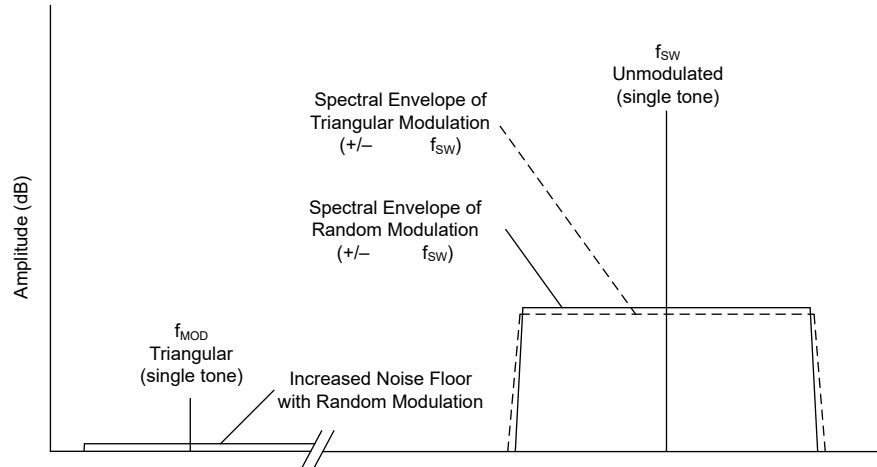 f_SW
Unmodulated
(single tone)
Spectral Envelope of
Triangular Modulation
(+/– f_SW)
Spectral Envelope of
Random Modulation
(+/– f_SW)
Amplitude (dB)
f_MOD
Triangular
(single tone)
Increased Noise Floor
with Random Modulation